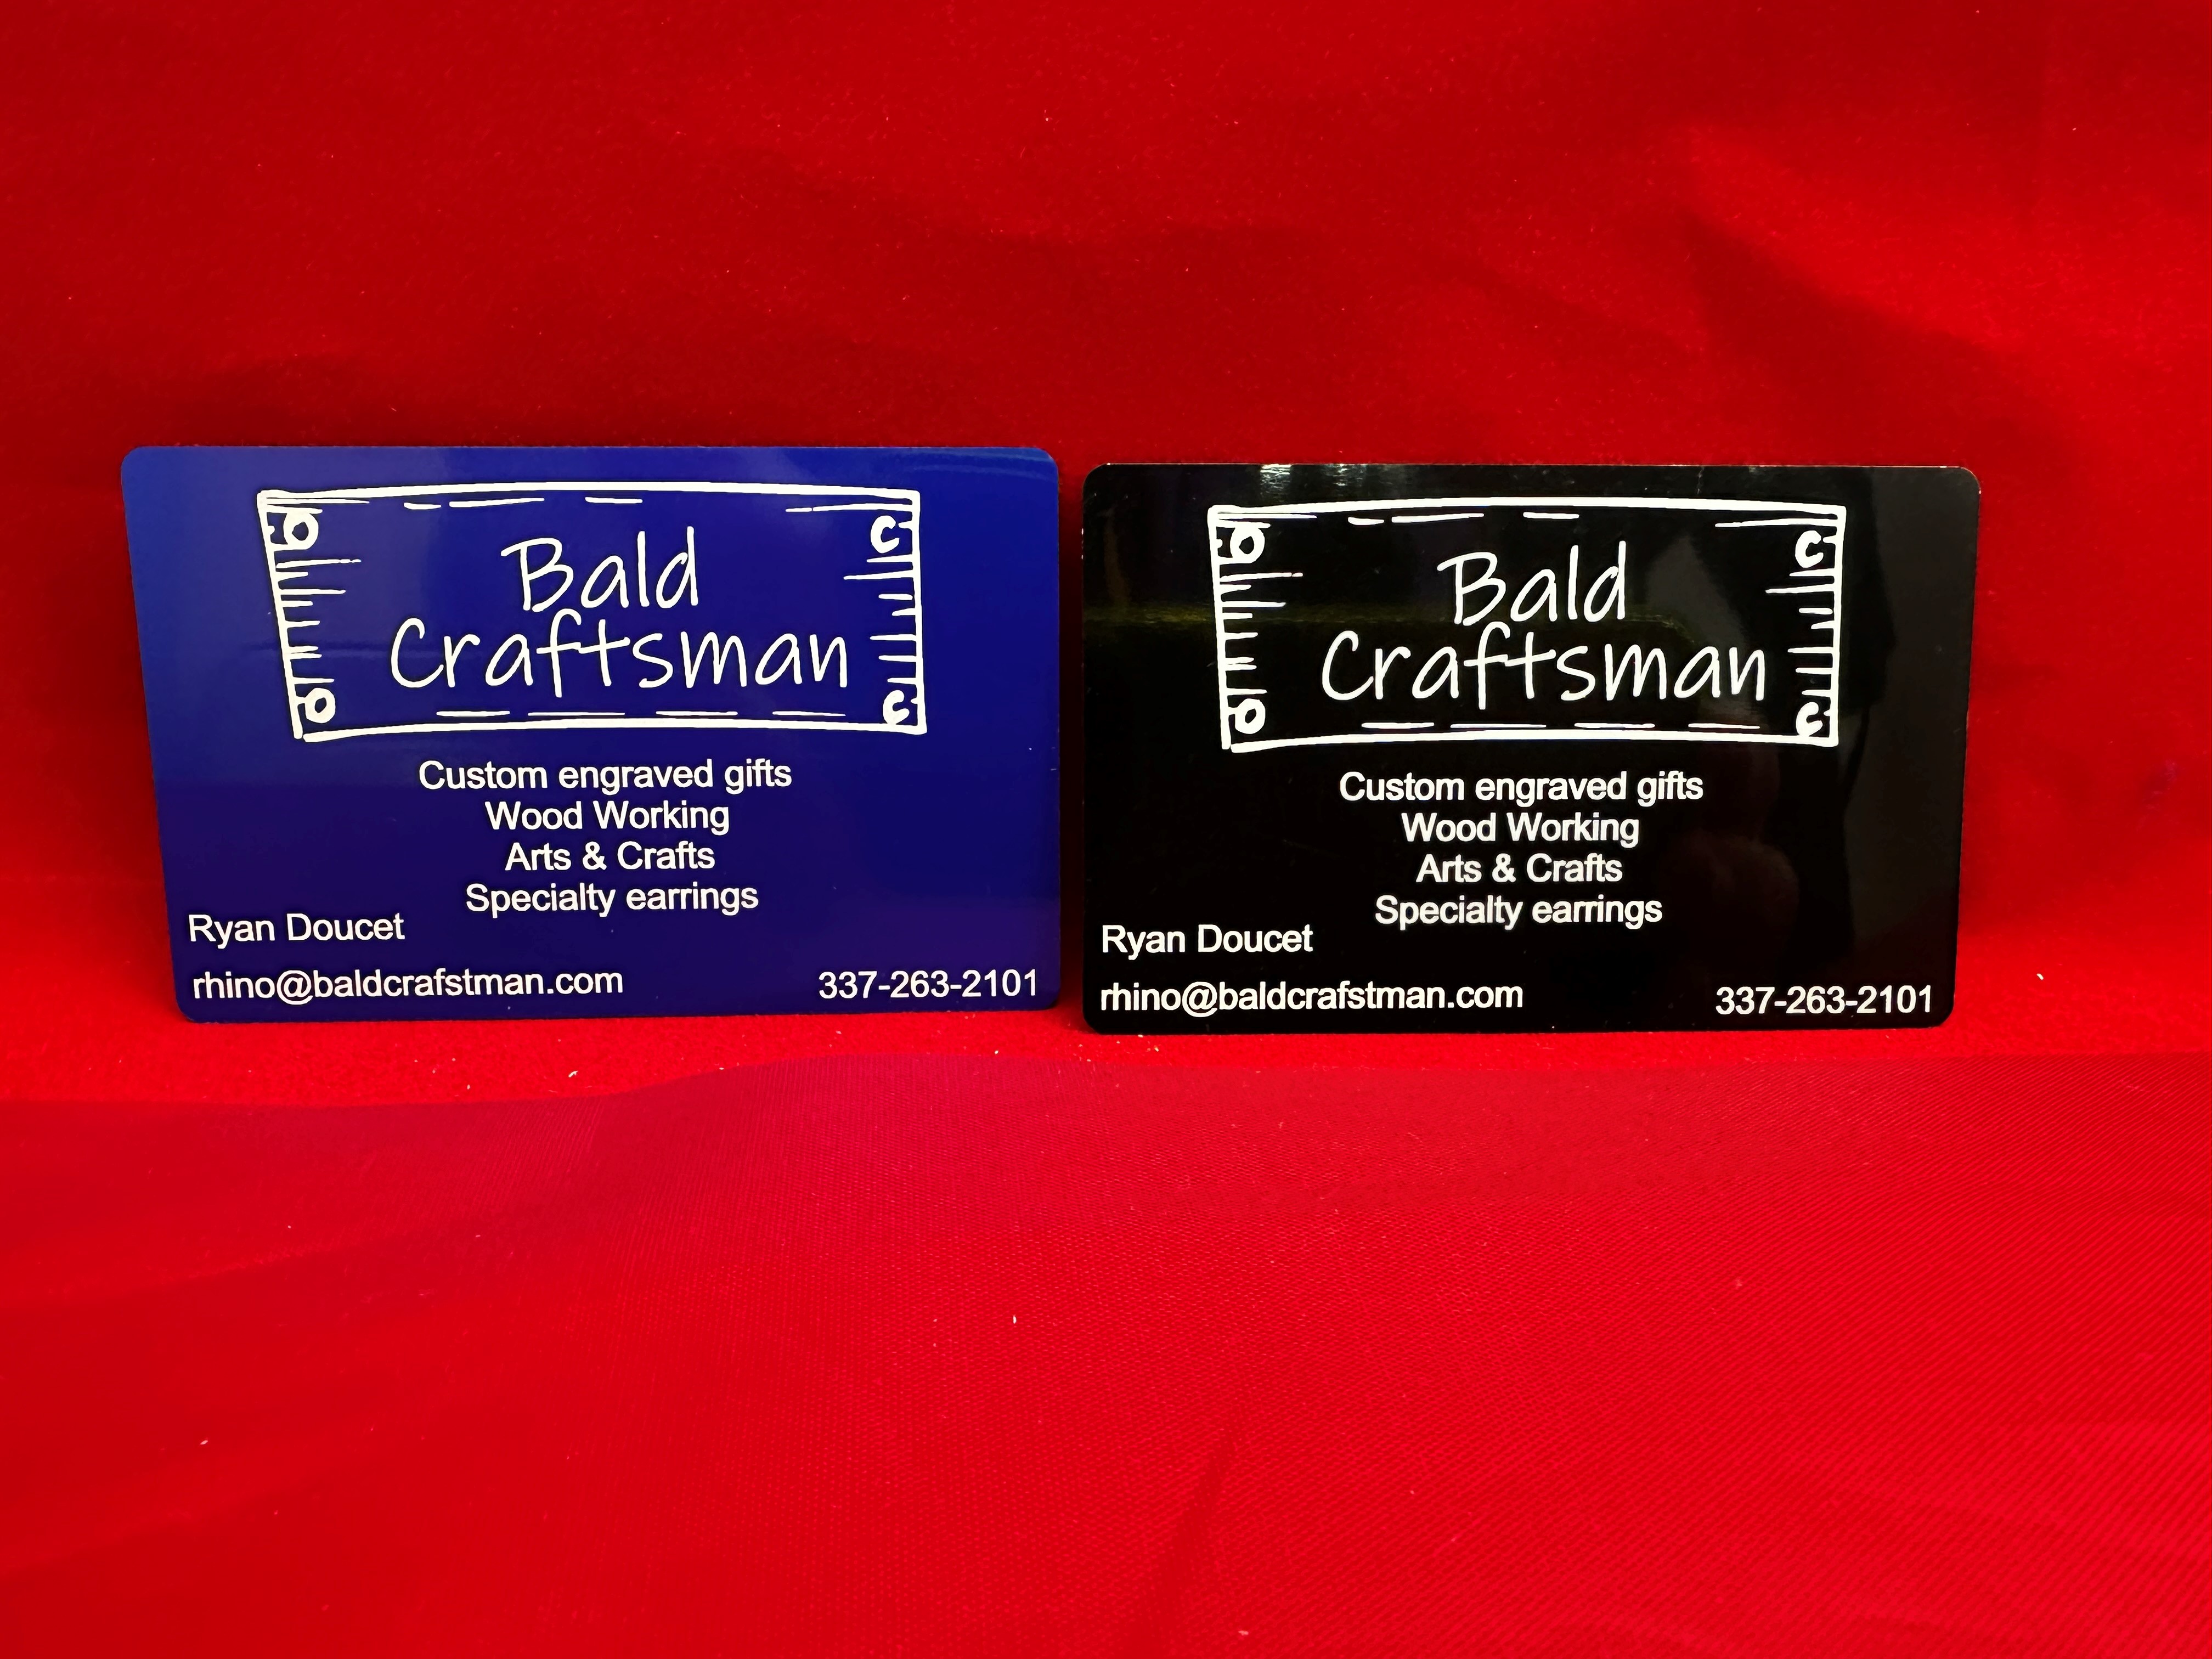 Bald
Craftsman
Custom engraved gifts
Wood Working
Arts & Crafts
Specialty earrings
Ryan Doucet
rhino@baldcrafstman.com
337-263-2101
Bald
Craftsman
Custom engraved gifts
Wood Working
Arts & Crafts
Specialty earrings
Ryan Doucet
rhino@baldcrafstman.com
337-263-2101